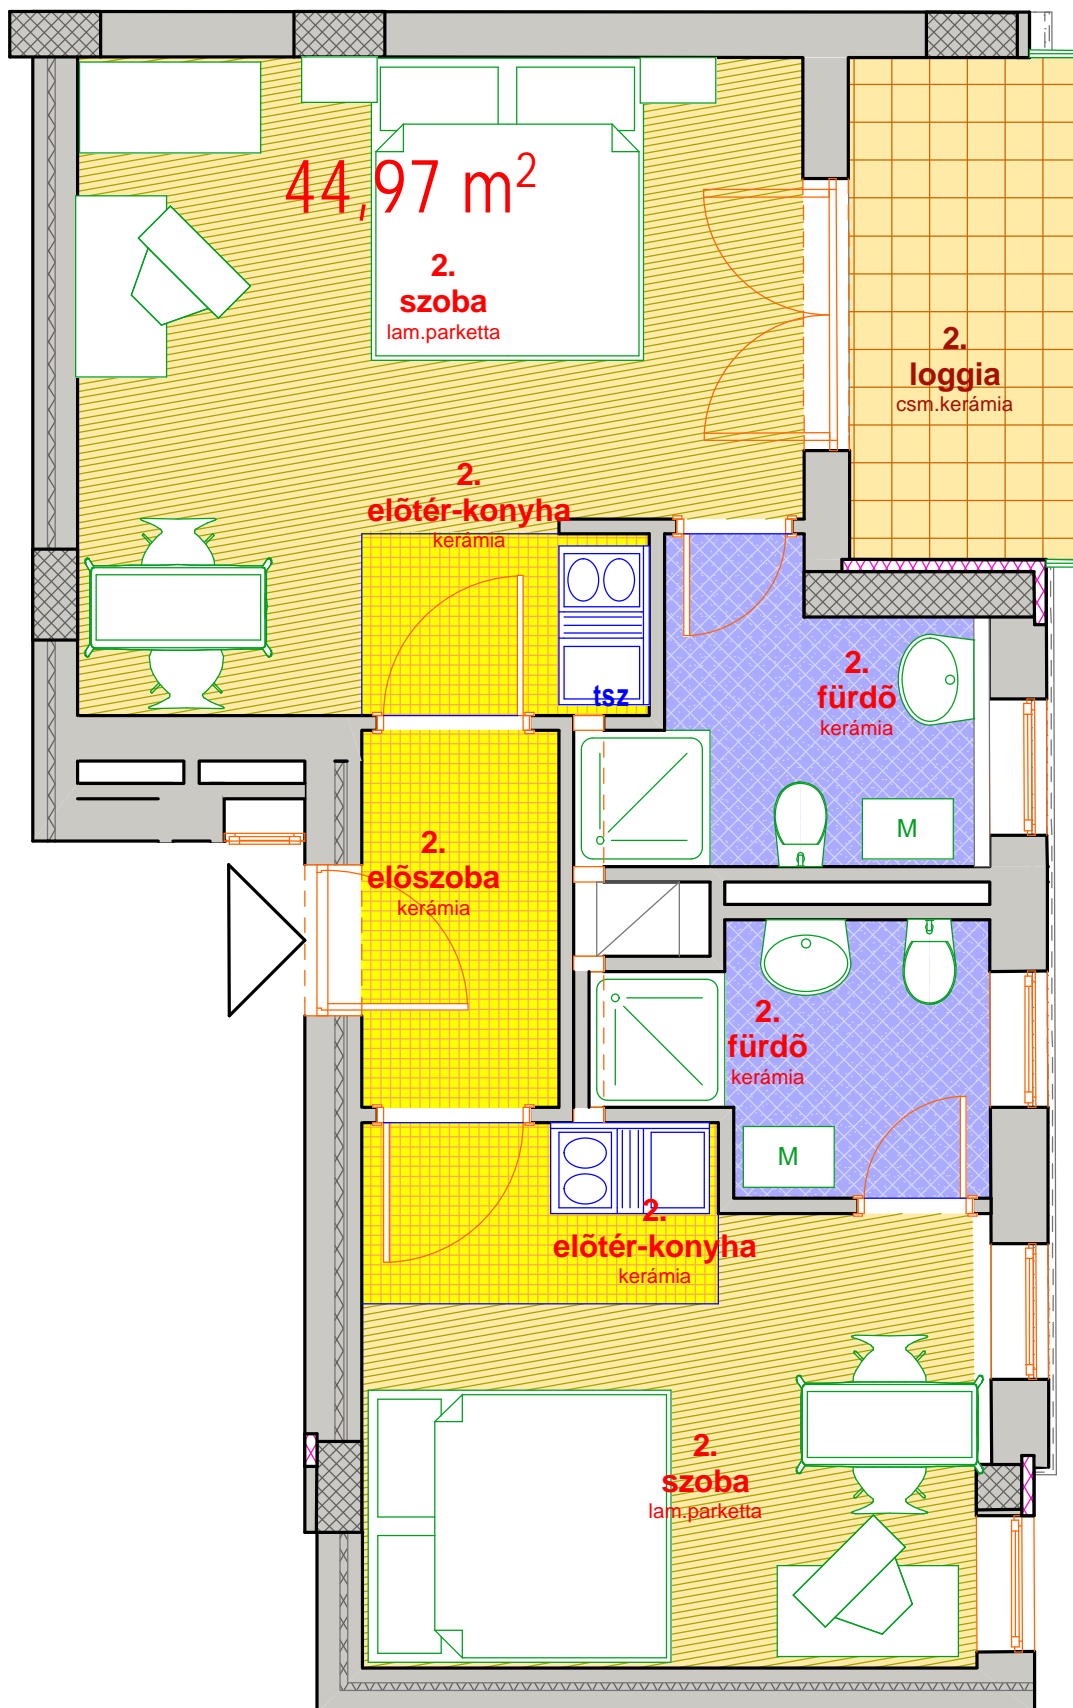 44,97 m²
2.
szoba
lam.parketta
2.
loggia
csm.kerámia
2.
elõtér-konyha
kerámia
tsz
2.
fürdõ
kerámia
M
2.
elõszoba
kerámia
2.
fürdõ
kerámia
M
2.
elõtér-konyha
kerámia
2.
szoba
lam.parketta